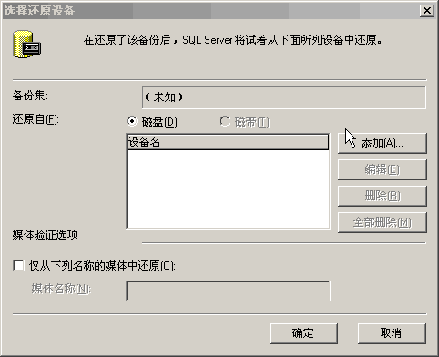 选择还原设备
在还原了该备份后，SQL Server 将试着从下面所列设备中还原。
备份集:
（未知）
还原自(F):
磁盘(D)
磁带(T)
设备名
添加(A)...
编辑(E)
删除(R)
全部删除(M)
媒体验证选项
仅从下列名称的媒体中还原(C):
媒体名称(N):
确定
取消